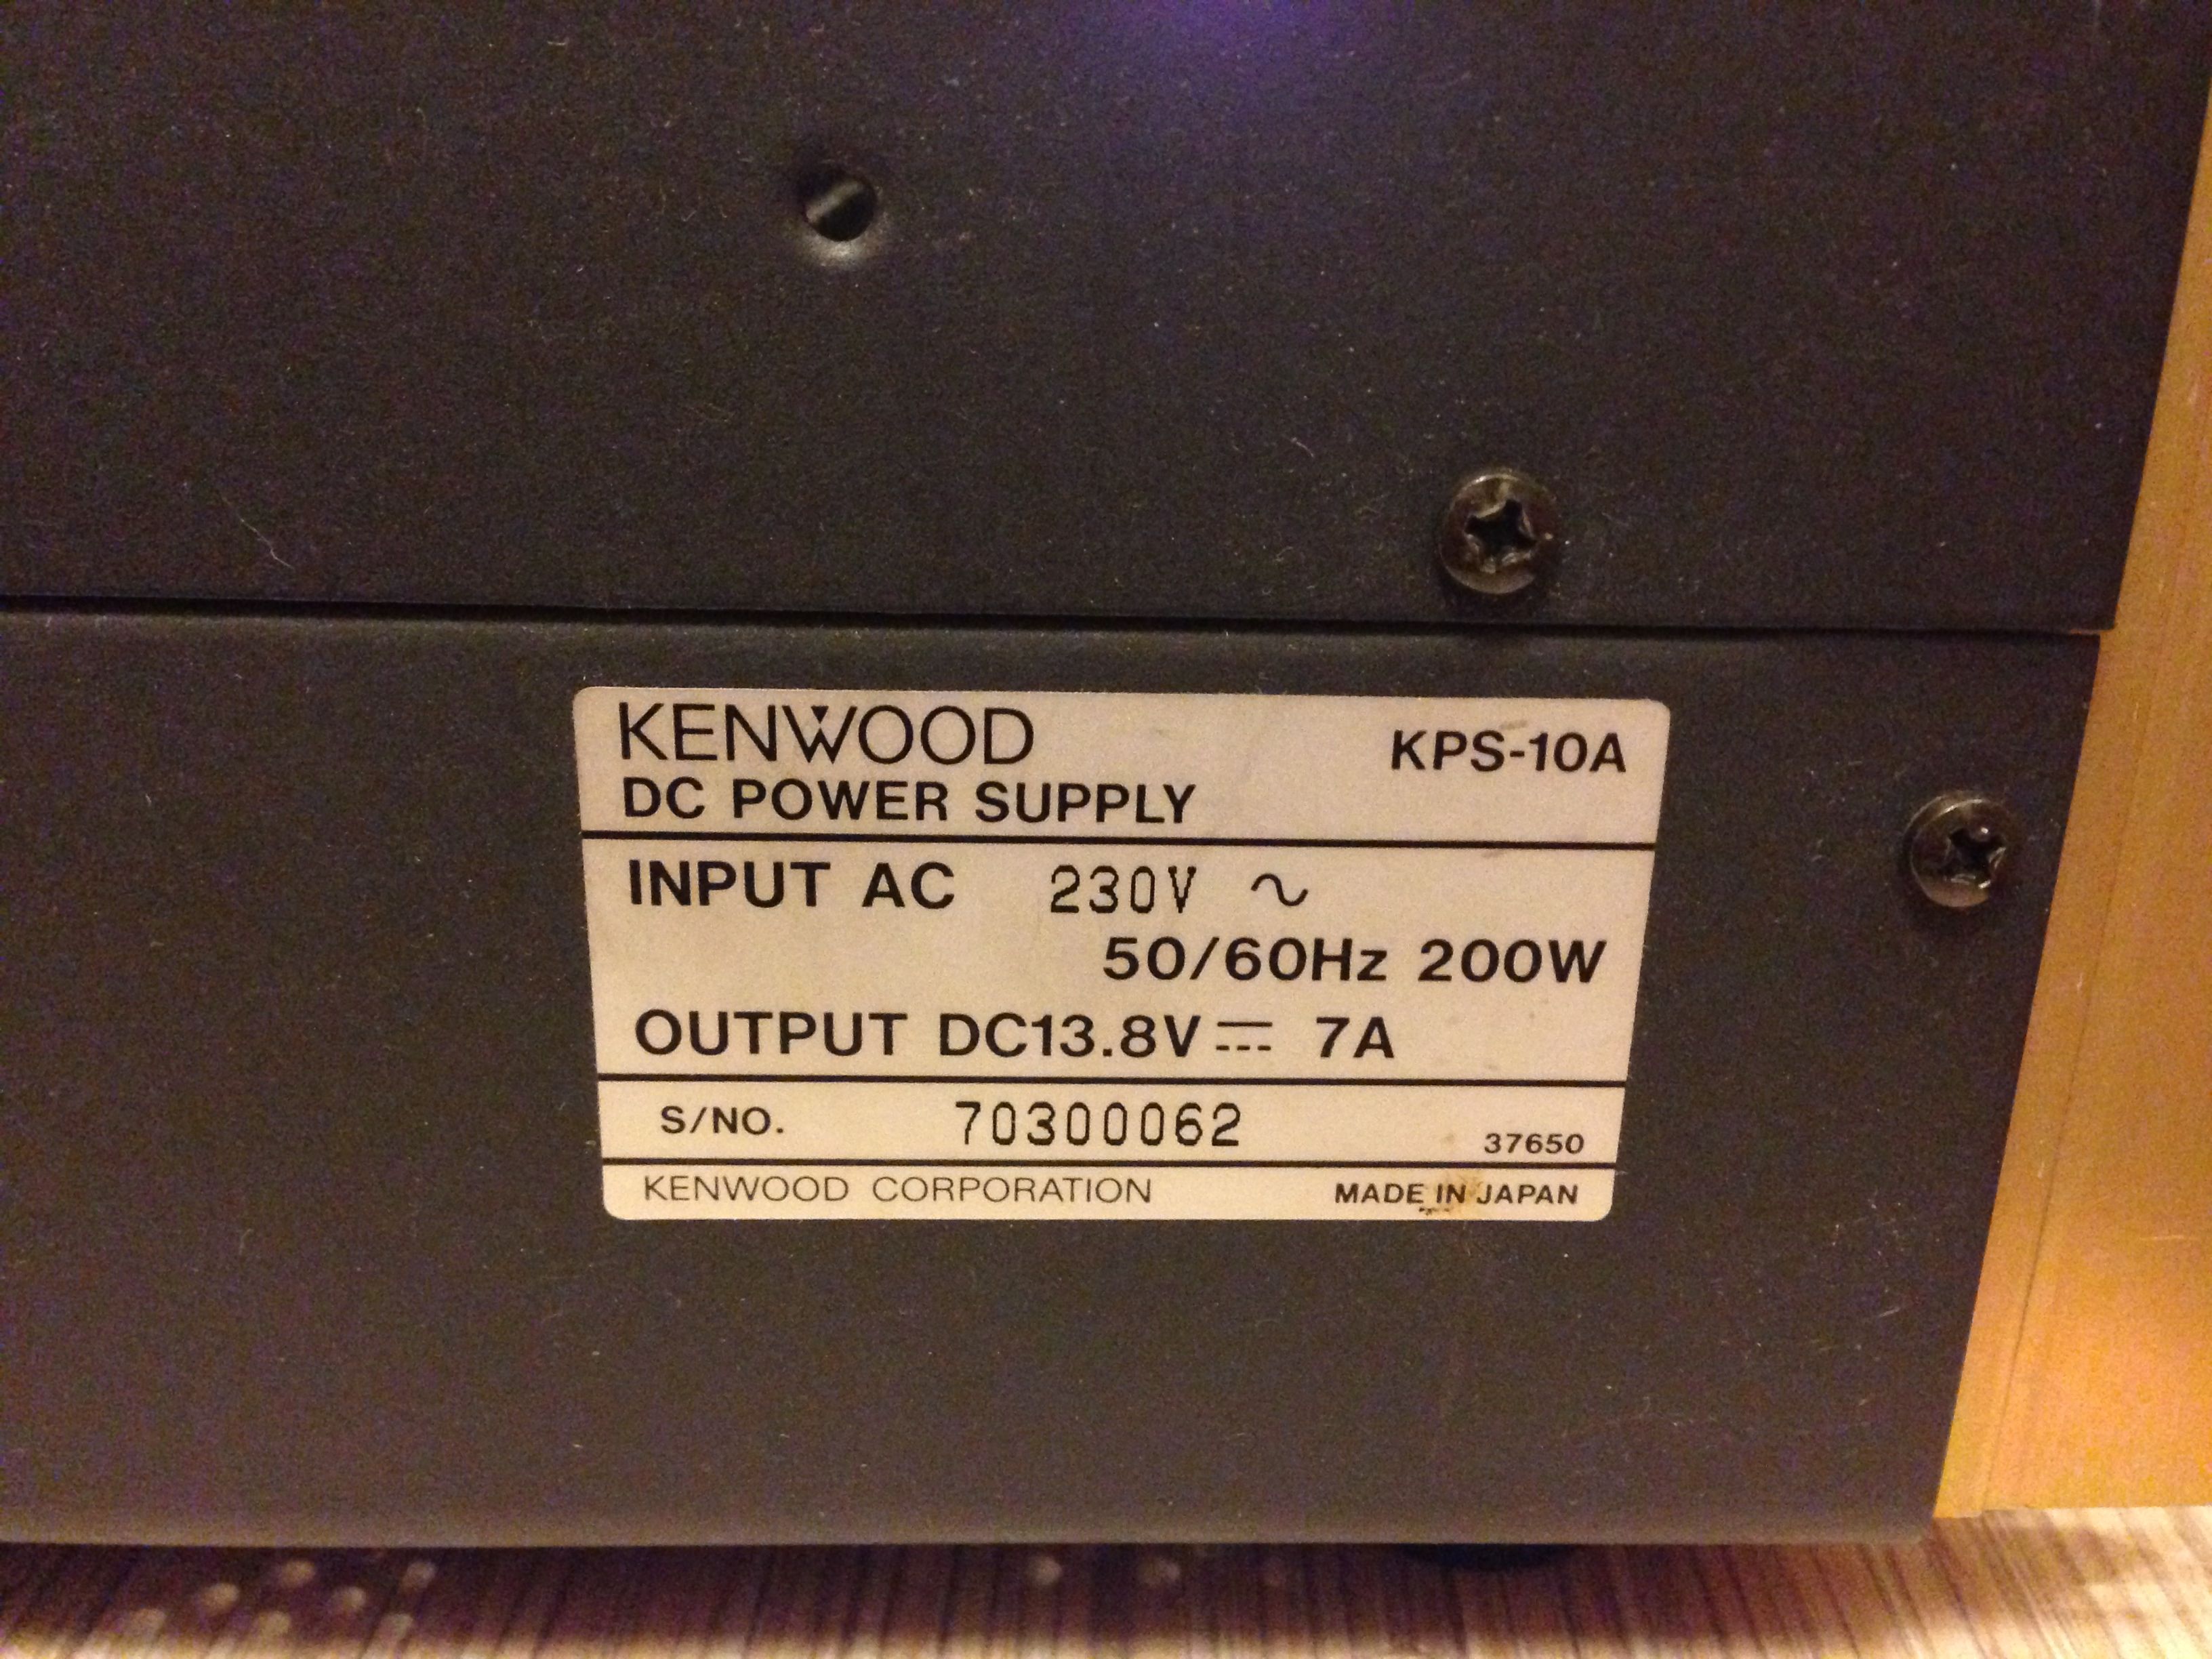 KENWOOD KPS-10A
DC POWER SUPPLY
INPUT AC 230V ~
50/60Hz 200W
OUTPUT DC13.8V ⎓ 7A
S/NO. 70300062 37650
KENWOOD CORPORATION MADE IN JAPAN